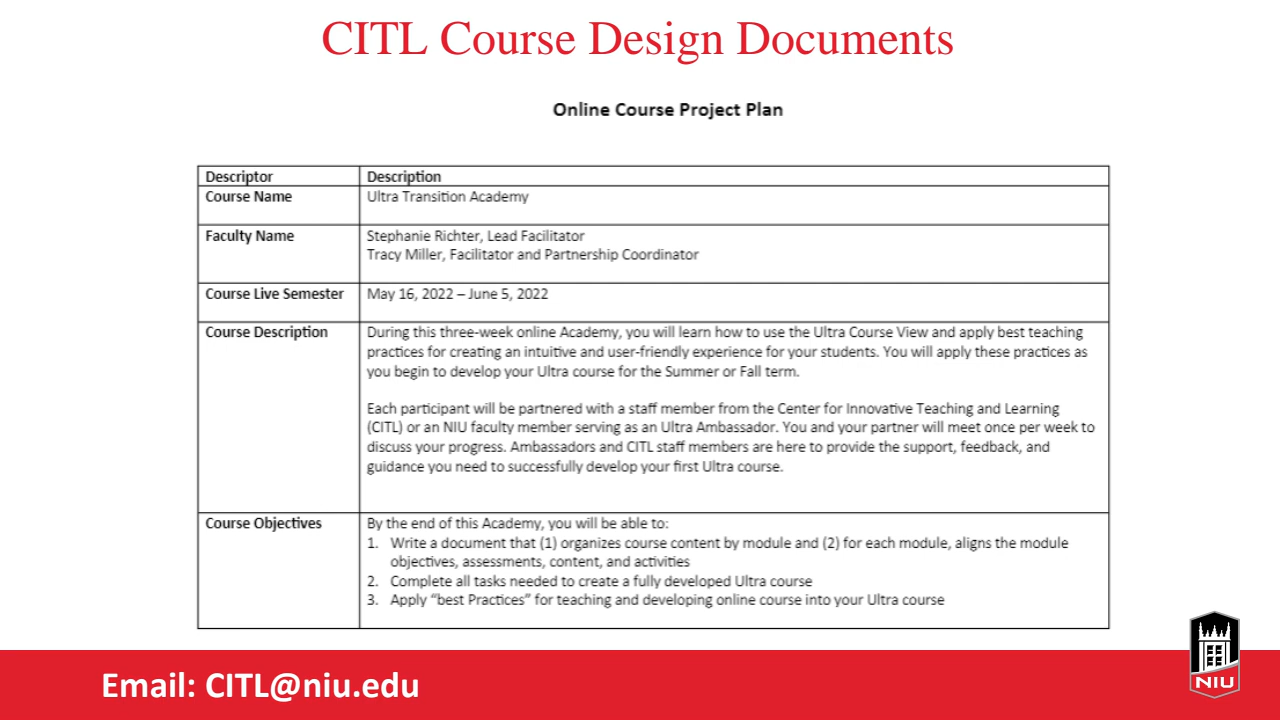 CITL Course Design Documents
Online Course Project Plan
Descriptor Description
Course Name Ultra Transition Academy
Faculty Name Stephanie Richter, Lead Facilitator
Tracy Miller, Facilitator and Partnership Coordinator
Course Live Semester May 16, 2022 – June 5, 2022
Course Description During this three-week online Academy, you will learn how to use the Ultra Course View and apply best teaching
practices for creating an intuitive and user-friendly experience for your students. You will apply these practices as
you begin to develop your Ultra course for the Summer or Fall term.
Each participant will be partnered with a staff member from the Center for Innovative Teaching and Learning
(CITL) or an NIU faculty member serving as an Ultra Ambassador. You and your partner will meet once per week to
discuss your progress. Ambassadors and CITL staff members are here to provide the support, feedback, and
guidance you need to successfully develop your first Ultra course.
Course Objectives By the end of this Academy, you will be able to:
1. Write a document that (1) organizes course content by module and (2) for each module, aligns the module
objectives, assessments, content, and activities
2. Complete all tasks needed to create a fully developed Ultra course
3. Apply “best Practices” for teaching and developing online course into your Ultra course
Email: CITL@niu.edu
NIU